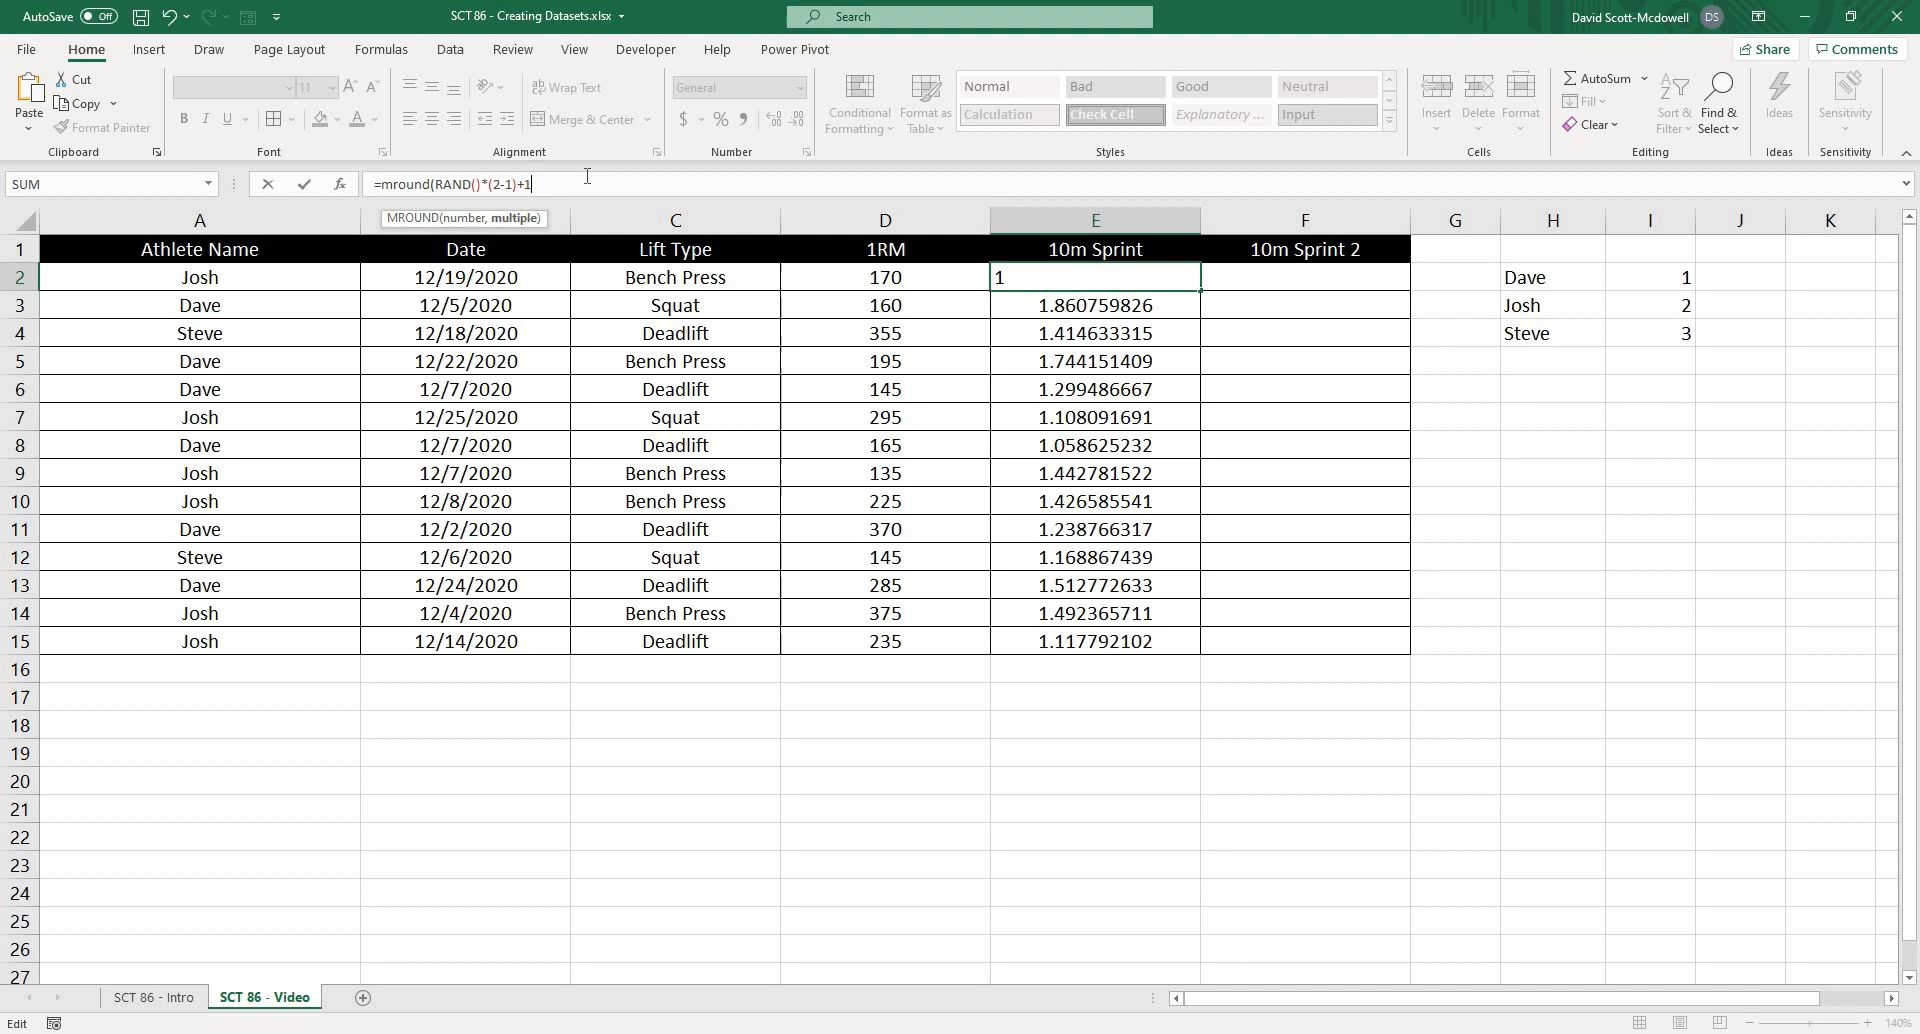 AutoSave Off SCT 86 - Creating Datasets.xlsx Search David Scott-Mcdowell DS
File Home Insert Draw Page Layout Formulas Data Review View Developer Help Power Pivot Share Comments
Paste Cut Copy Format Painter
11 A A
B I U A
Wrap Text
Merge & Center
General
$ %
Conditional Formatting Format as Table
Normal Bad Good Neutral
Calculation Check Cell Explanatory ... Input
Insert Delete Format
AutoSum Fill Clear
Sort & Filter Find & Select
Ideas Sensitivity
Clipboard Font Alignment Number Styles Cells Editing Ideas Sensitivity
SUM fx =mround(RAND()*(2-1)+1
MROUND(number, multiple)
A C D E F G H I J K
1 Athlete Name Date Lift Type 1RM 10m Sprint 10m Sprint 2
2 Josh 12/19/2020 Bench Press 170 1 Dave 1
3 Dave 12/5/2020 Squat 160 1.860759826 Josh 2
4 Steve 12/18/2020 Deadlift 355 1.414633315 Steve 3
5 Dave 12/22/2020 Bench Press 195 1.744151409
6 Dave 12/7/2020 Deadlift 145 1.299486667
7 Josh 12/25/2020 Squat 295 1.108091691
8 Dave 12/7/2020 Deadlift 165 1.058625232
9 Josh 12/7/2020 Bench Press 135 1.442781522
10 Josh 12/8/2020 Bench Press 225 1.426585541
11 Dave 12/2/2020 Deadlift 370 1.238766317
12 Steve 12/6/2020 Squat 145 1.168867439
13 Dave 12/24/2020 Deadlift 285 1.512772633
14 Josh 12/4/2020 Bench Press 375 1.492365711
15 Josh 12/14/2020 Deadlift 235 1.117792102
16
17
18
19
20
21
22
23
24
25
26
27
SCT 86 - Intro SCT 86 - Video
Edit 140%